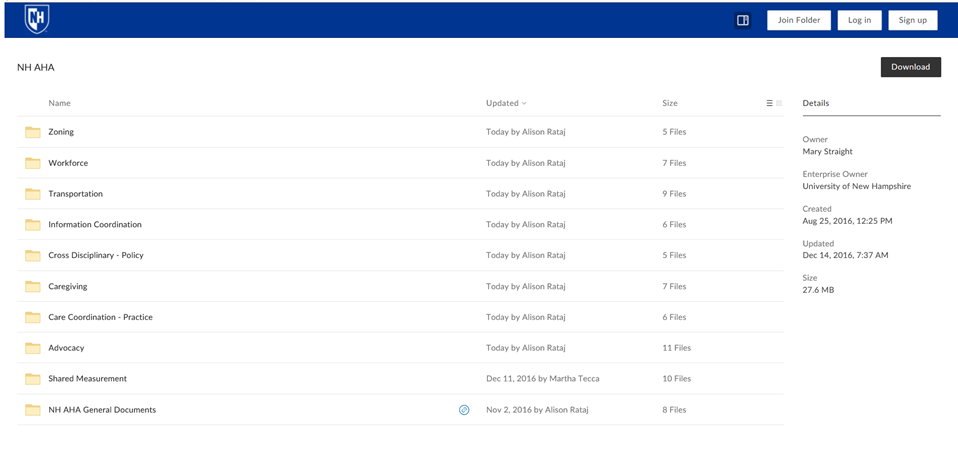 NH
Join Folder Log in Sign up
NH AHA
Download
Name Updated Size
Zoning Today by Alison Rataj 5 Files
Workforce Today by Alison Rataj 7 Files
Transportation Today by Alison Rataj 9 Files
Information Coordination Today by Alison Rataj 6 Files
Cross Disciplinary - Policy Today by Alison Rataj 5 Files
Caregiving Today by Alison Rataj 7 Files
Care Coordination - Practice Today by Alison Rataj 6 Files
Advocacy Today by Alison Rataj 11 Files
Shared Measurement Dec 11, 2016 by Martha Tecca 10 Files
NH AHA General Documents Nov 2, 2016 by Alison Rataj 8 Files
Details
Owner
Mary Straight
Enterprise Owner
University of New Hampshire
Created
Aug 25, 2016, 12:25 PM
Updated
Dec 14, 2016, 7:37 AM
Size
27.6 MB